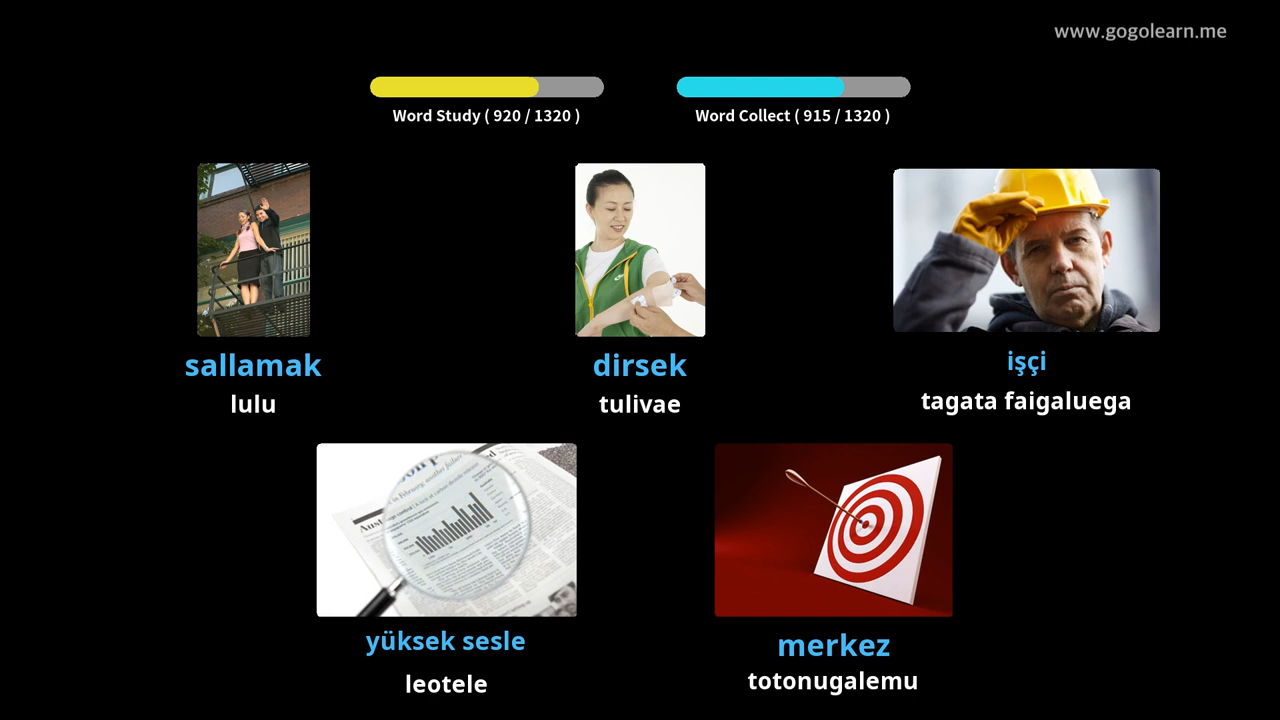 www.gogolearn.me
Word Study ( 920 / 1320 )
Word Collect ( 915 / 1320 )
sallamak
lulu
dirsek
tulivae
işçi
tagata faigaluega
yüksek sesle
leotele
merkez
totonugalemu